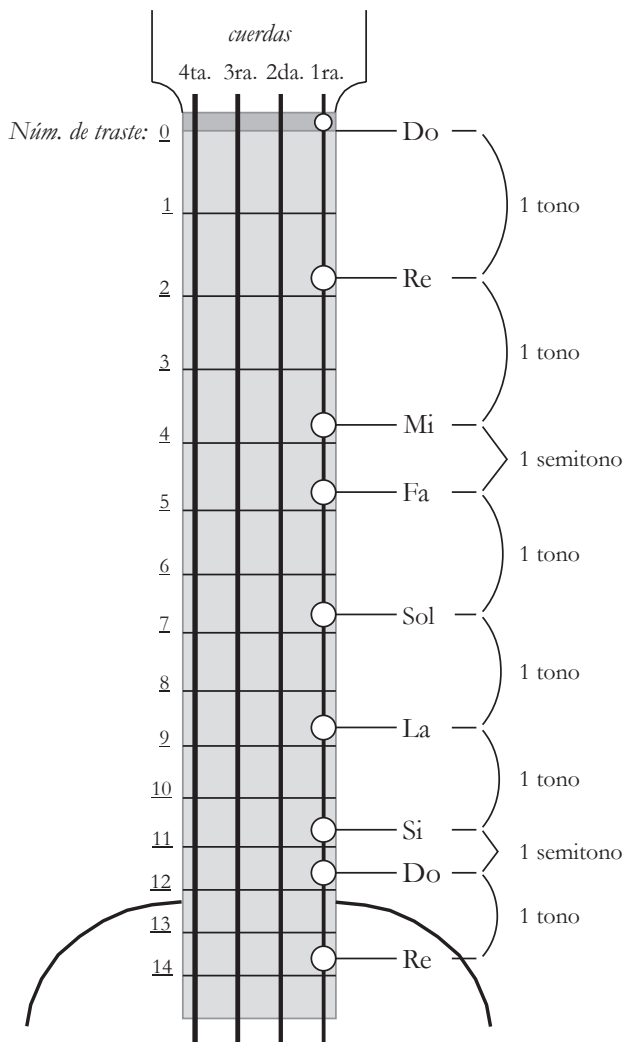 cuerdas
4ta. 3ra. 2da. 1ra.
Núm. de traste: 0 Do
1 1 tono
2 Re
3 1 tono
4 Mi
1 semitono
5 Fa
6 1 tono
7 Sol
8 1 tono
9 La
10 1 tono
11 Si
1 semitono
12 Do
13 1 tono
14 Re